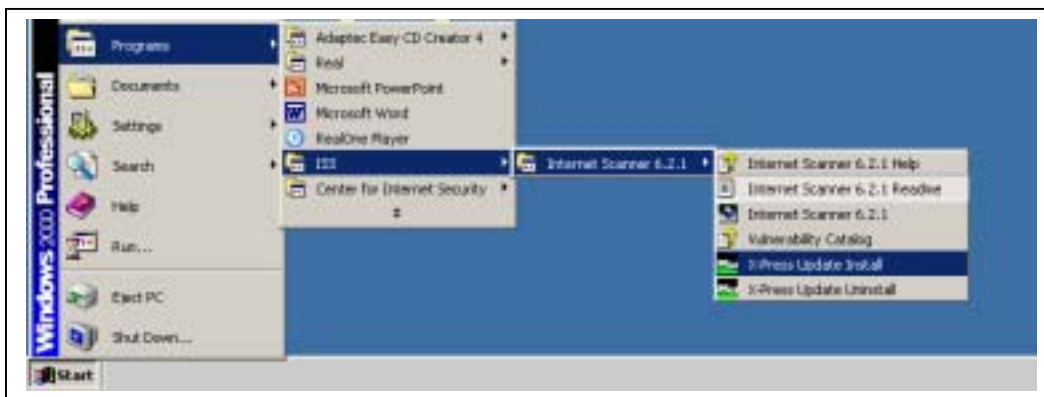 Windows 2000 Professional
Programs
Documents
Settings
Search
Help
Run...
Eject PC
Shut Down...
Adaptec Easy CD Creator 4
Real
Microsoft PowerPoint
Microsoft Word
RealOne Player
ISS
Center for Internet Security
Internet Scanner 6.2.1
Internet Scanner 6.2.1 Help
Internet Scanner 6.2.1 Readme
Internet Scanner 6.2.1
Vulnerability Catalog
X-Press Update Install
X-Press Update Uninstall
Start